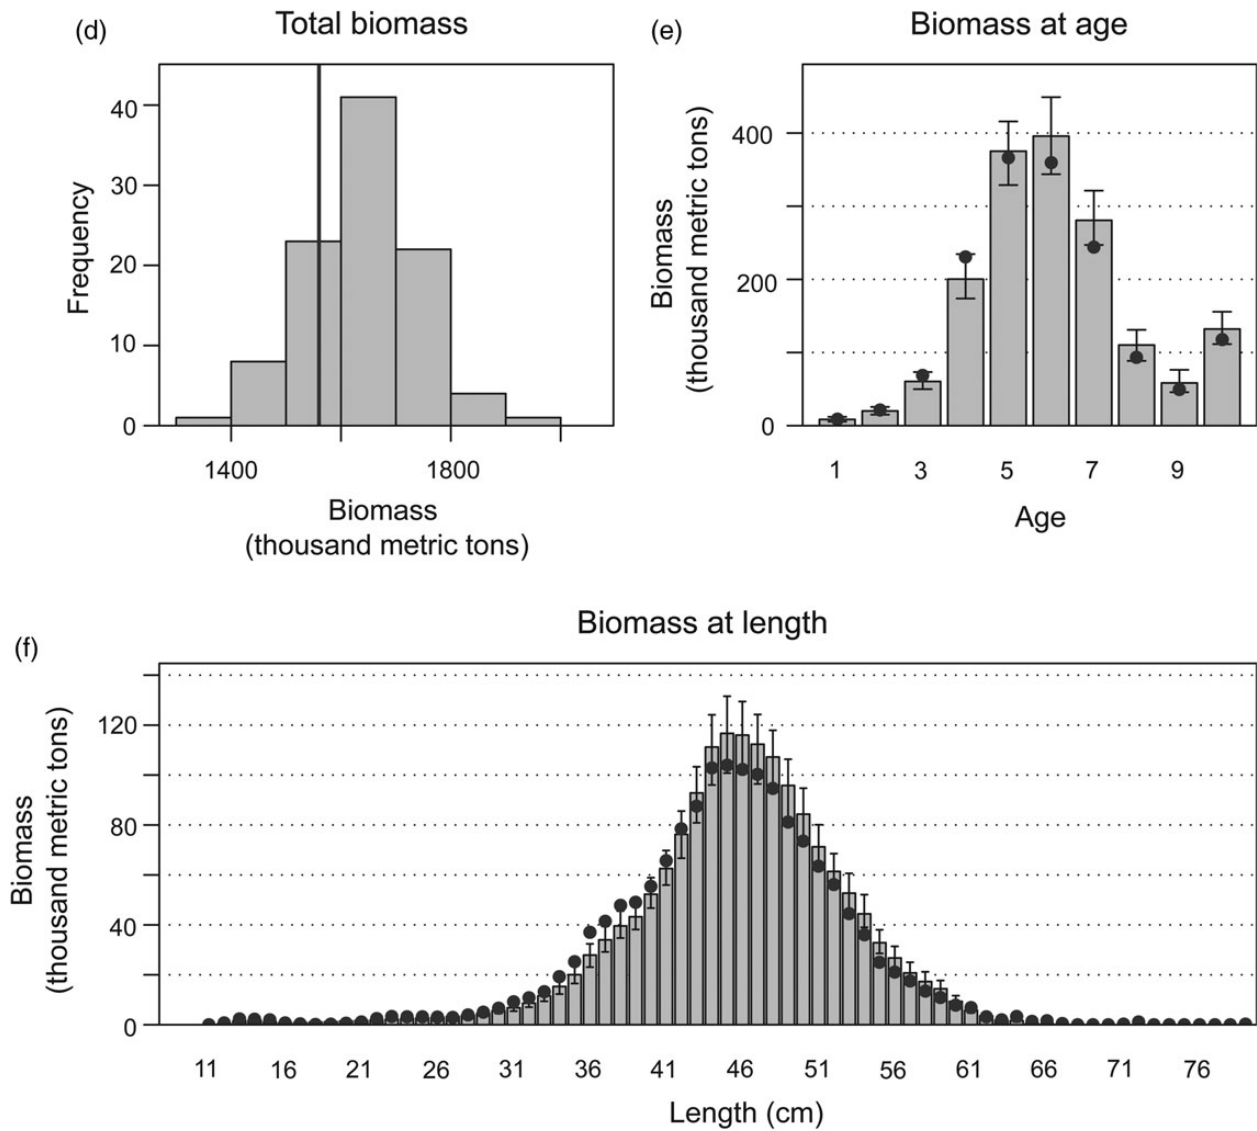 (d)
Total biomass
Frequency
40
30
20
10
0
1400 1800
Biomass
(thousand metric tons)
(e)
Biomass at age
Biomass
(thousand metric tons)
400
200
0
1 3 5 7 9
Age
(f)
Biomass at length
Biomass
(thousand metric tons)
120
80
40
0
11 16 21 26 31 36 41 46 51 56 61 66 71 76
Length (cm)